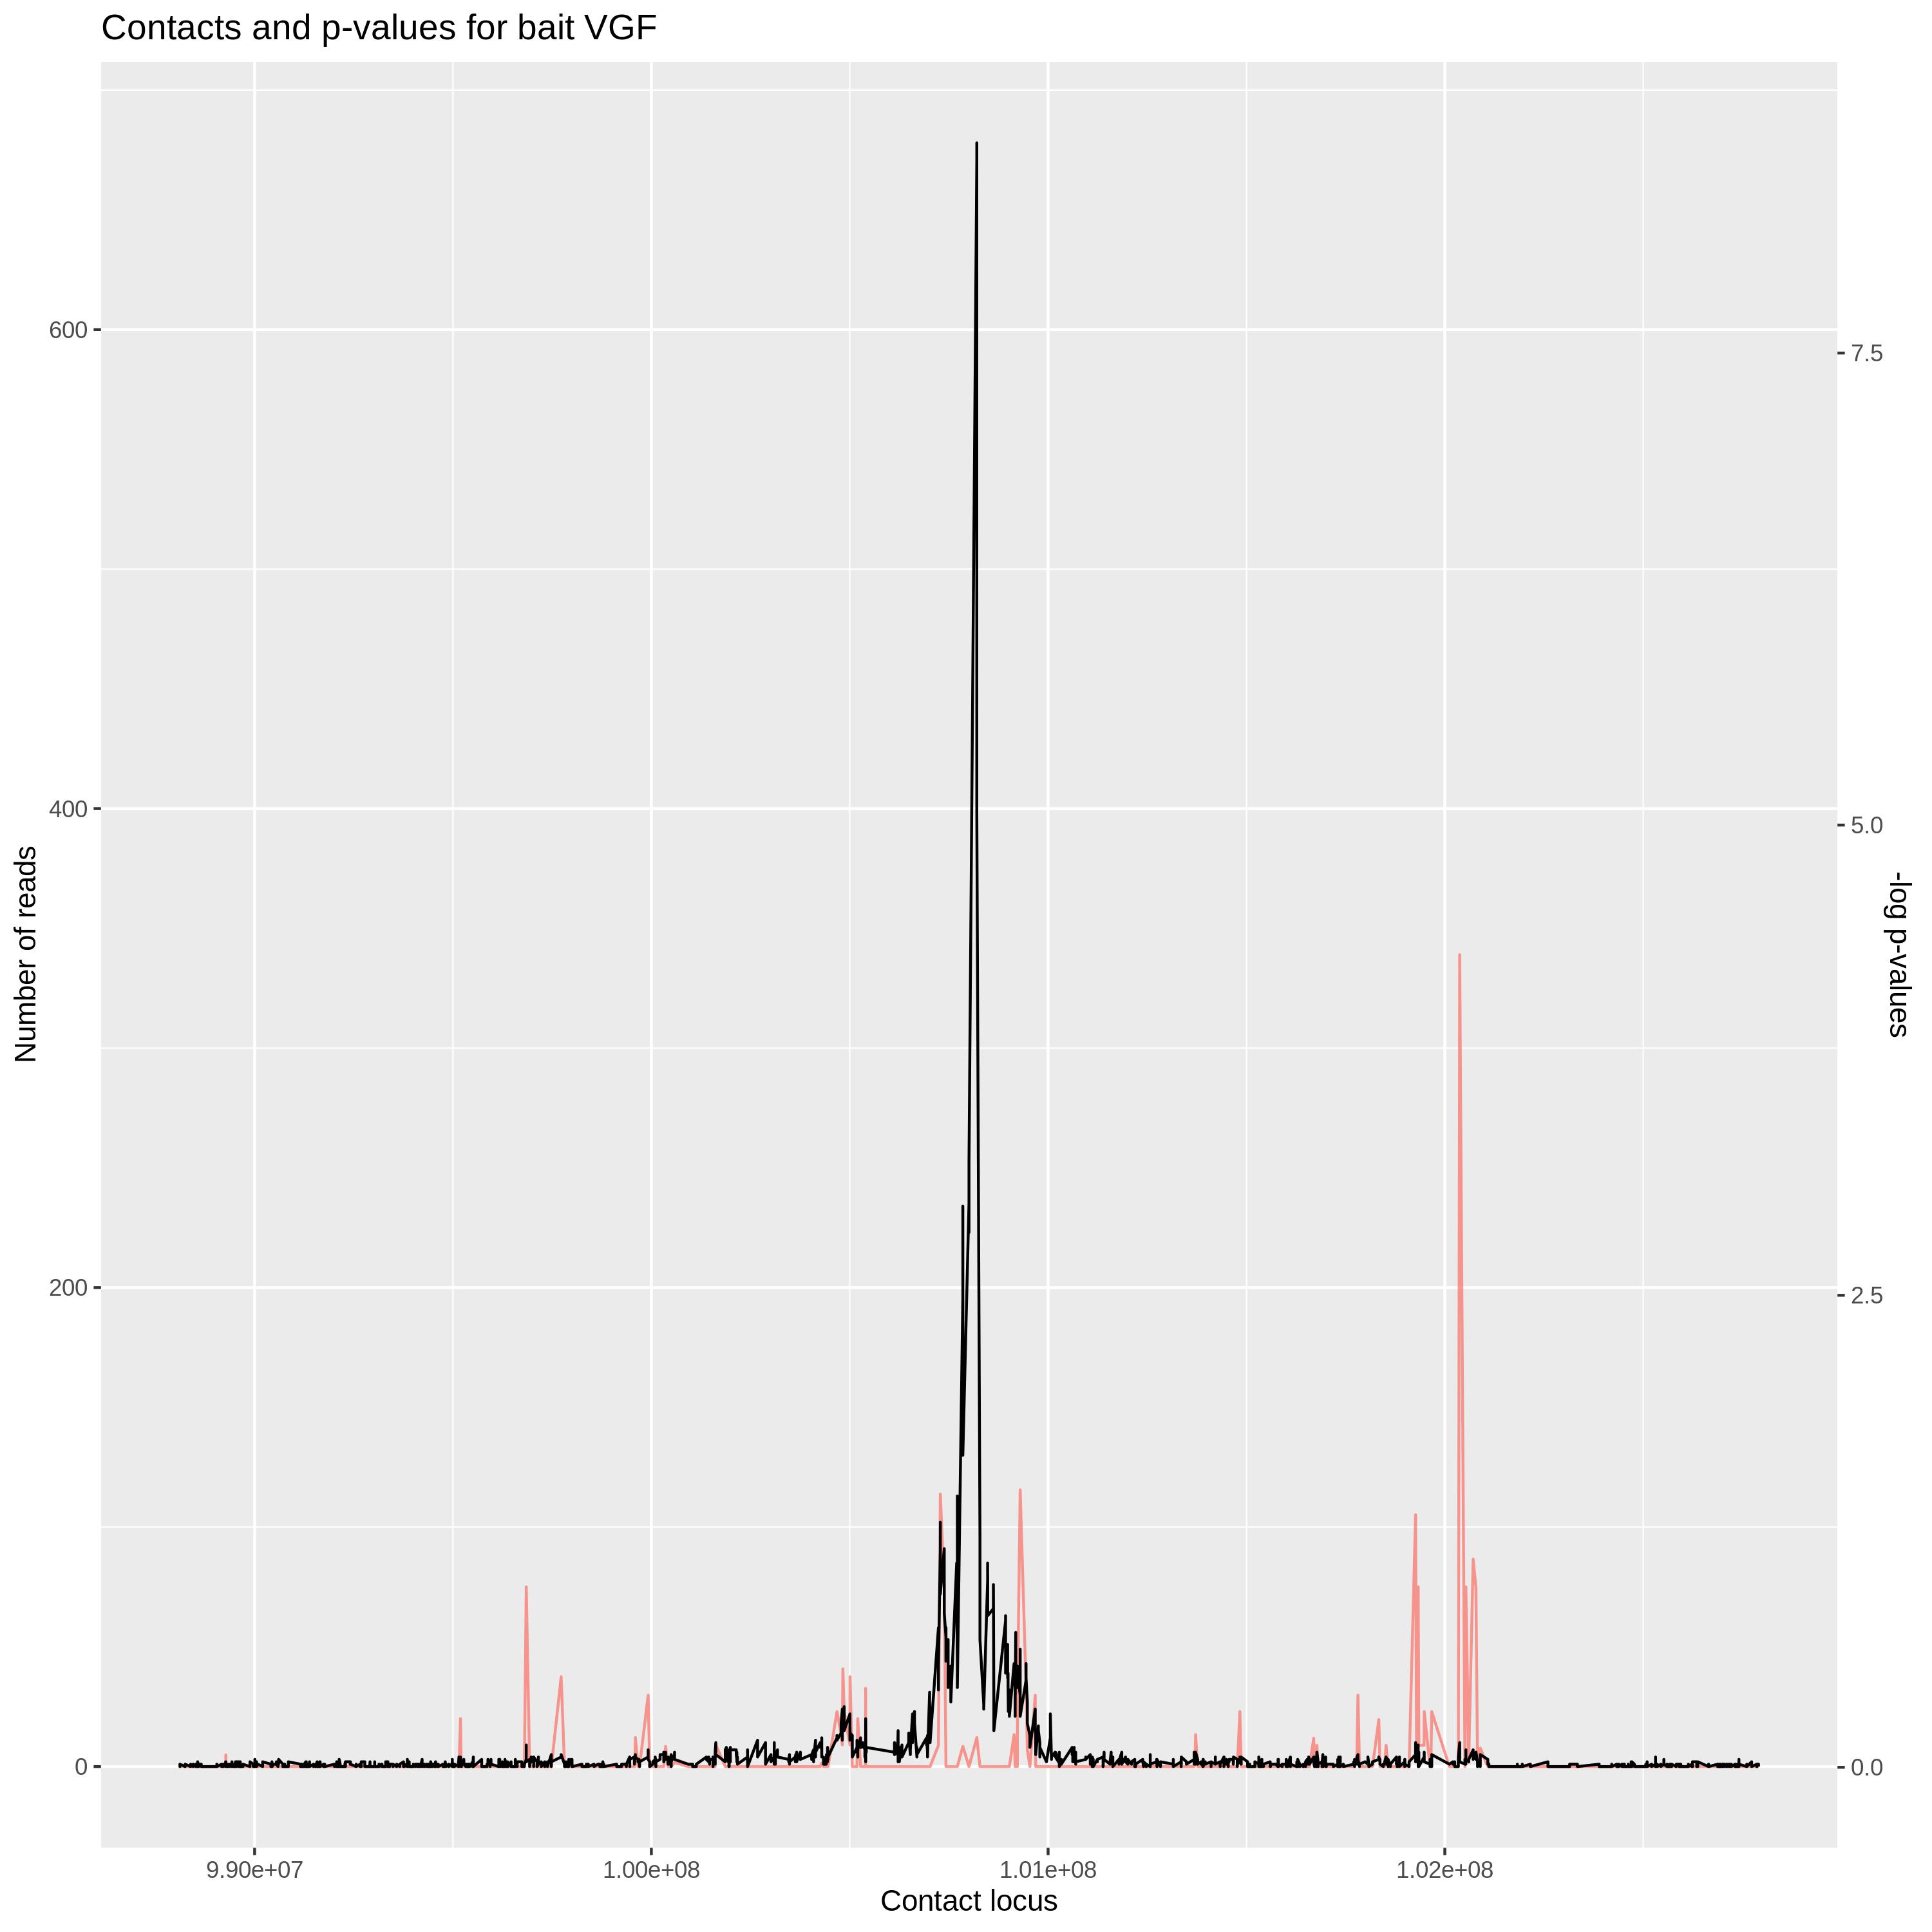 Contacts and p-values for bait VGF
Number of reads
600
400
200
0
7.5
5.0
2.5
0.0
-log p-values
9.90e+07
1.00e+08
1.01e+08
1.02e+08
Contact locus